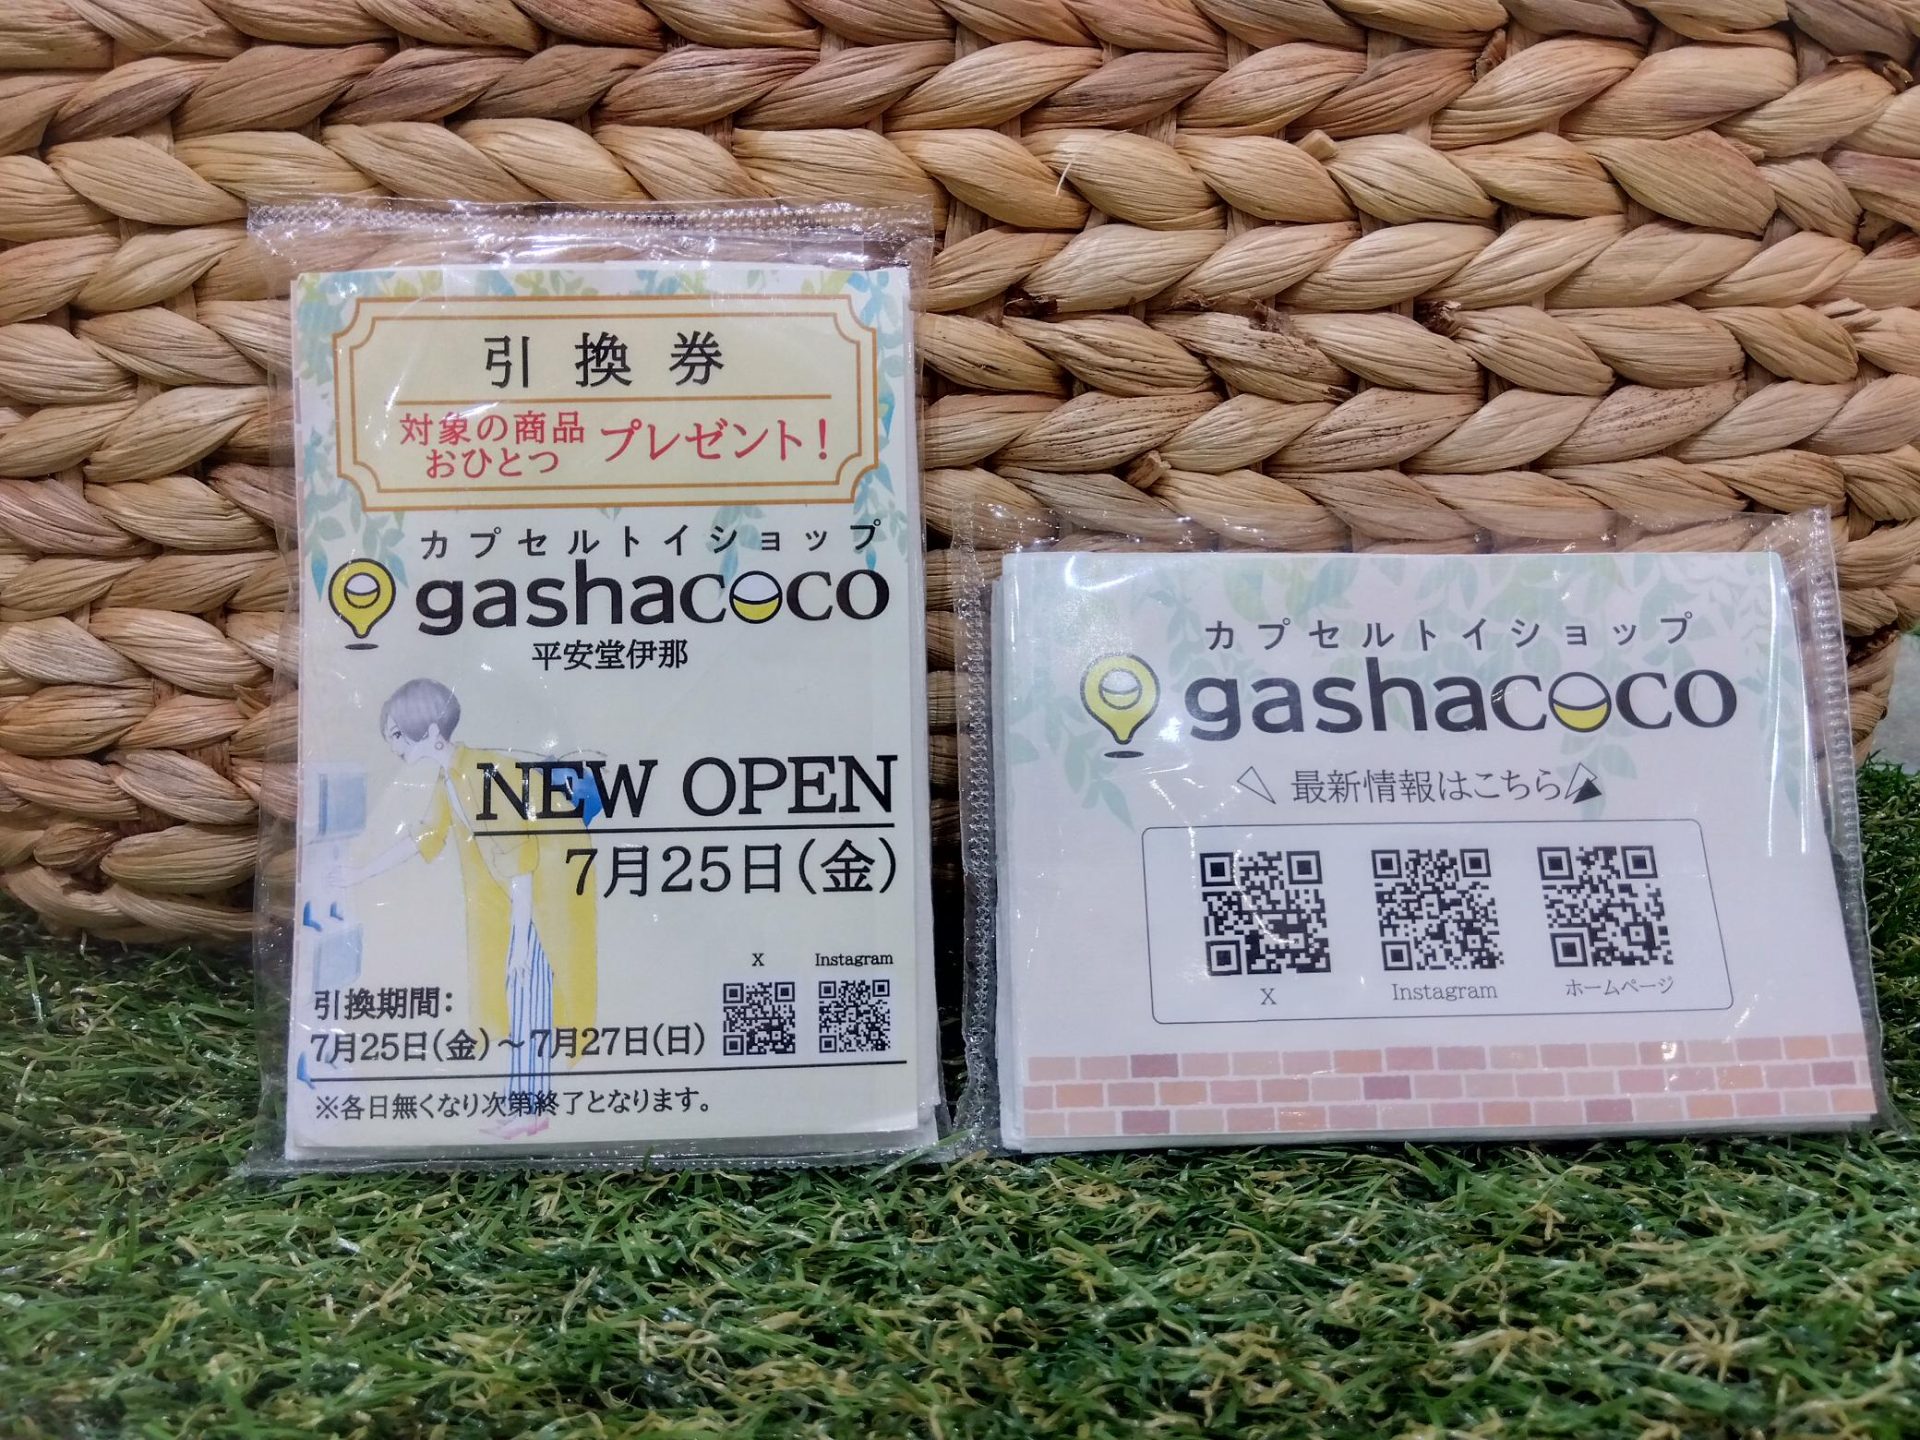 引換券
対象の商品
おひとつ プレゼント！
カプセルトイショップ
gashacoco
平安堂伊那
NEW OPEN
7月25日（金）
X Instagram
引換期間：
7月25日（金）～7月27日（日）
※各日無くなり次第終了となります。
カプセルトイショップ
gashacoco
最新情報はこちら
X Instagram ホームページ